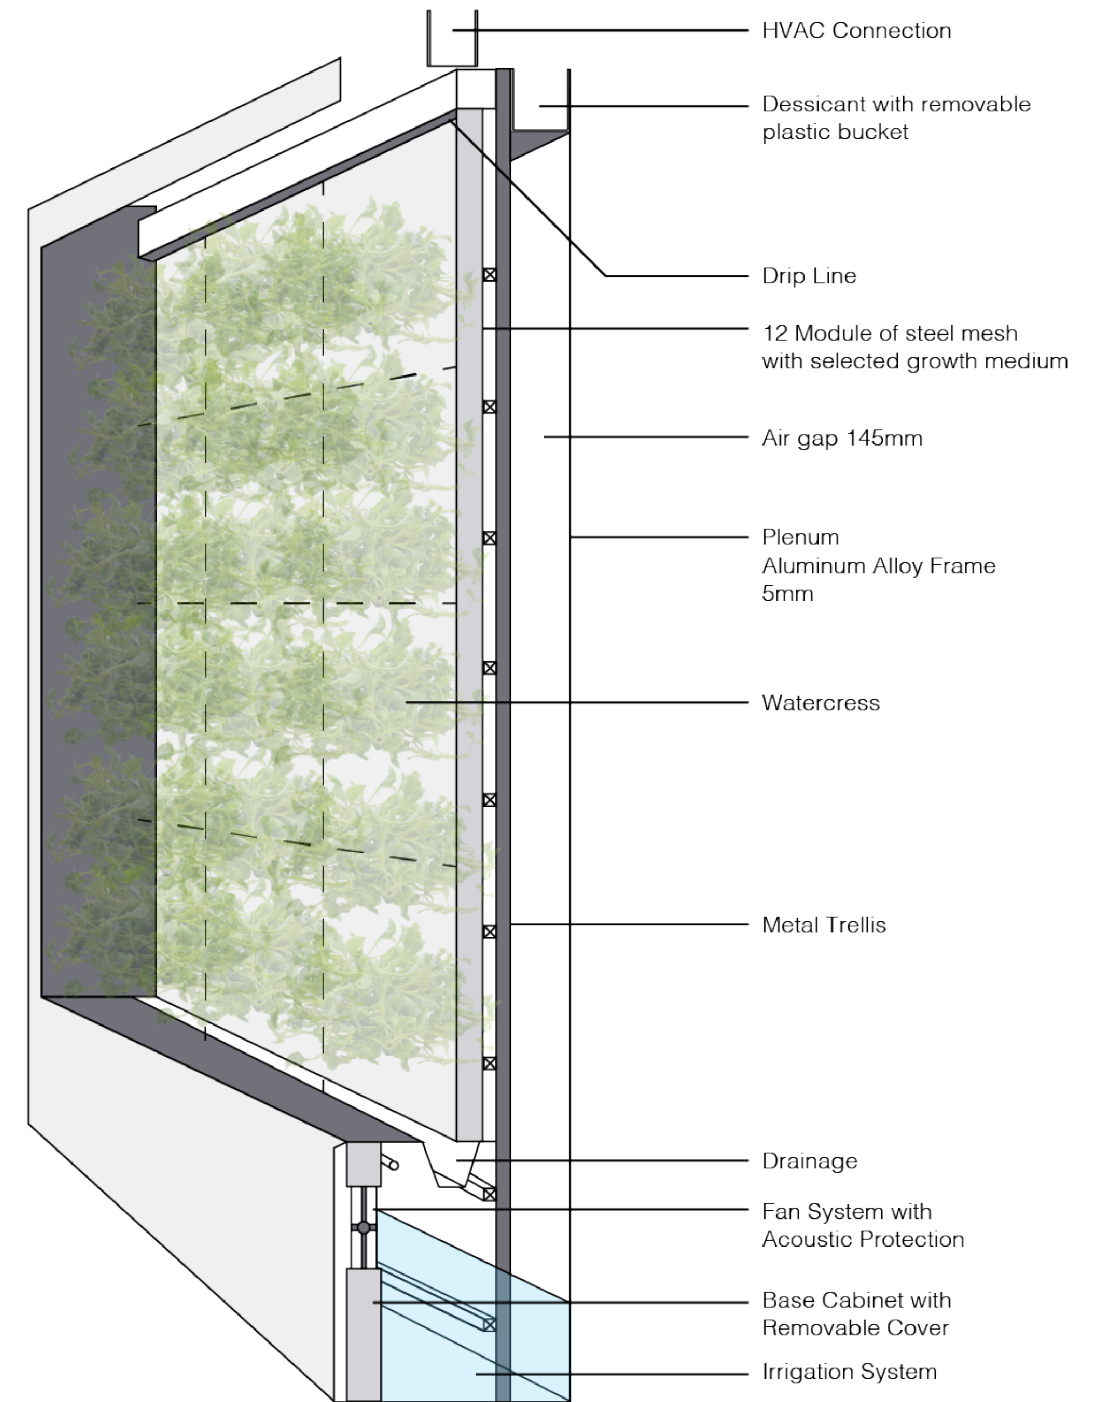 HVAC Connection
Dessicant with removable
plastic bucket
Drip Line
12 Module of steel mesh
with selected growth medium
Air gap 145mm
Plenum
Aluminum Alloy Frame
5mm
Watercress
Metal Trellis
Drainage
Fan System with
Acoustic Protection
Base Cabinet with
Removable Cover
Irrigation System